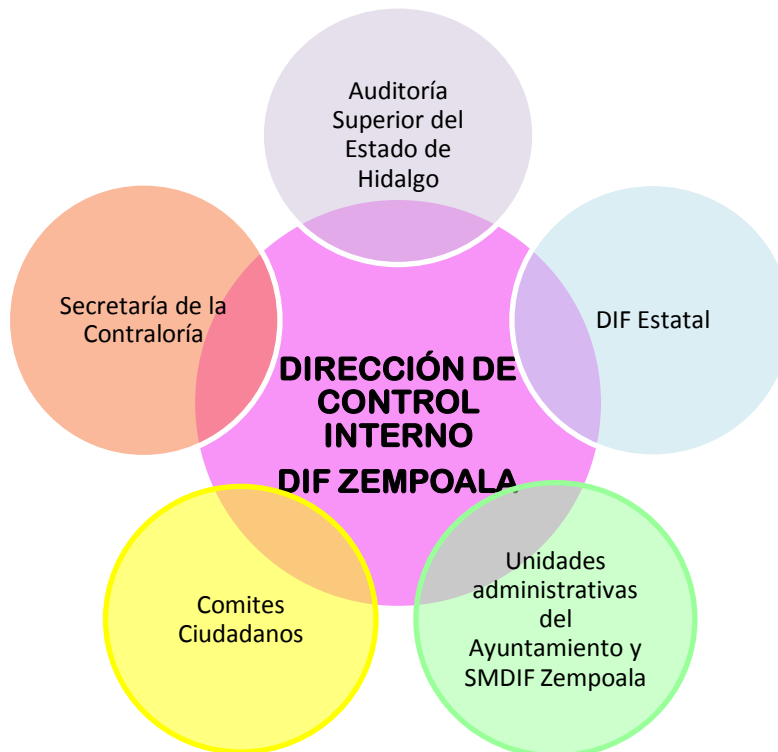 Auditoría
Superior del
Estado de
Hidalgo
Secretaría de la
Contraloría
DIF Estatal
DIRECCIÓN DE
CONTROL
INTERNO
DIF ZEMPOALA
Comites
Ciudadanos
Unidades
administrativas
del
Ayuntamiento y
SMDIF Zempoala